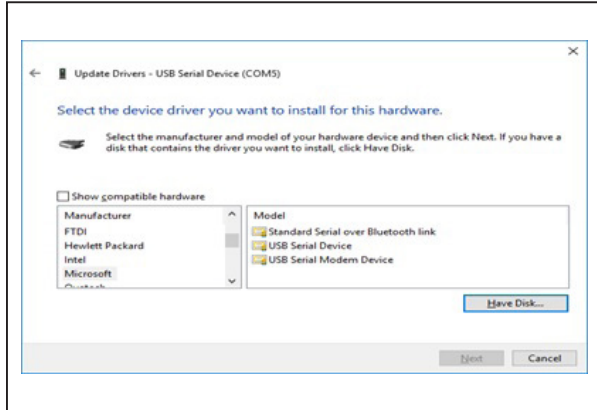 Update Drivers - USB Serial Device (COM5)
Select the device driver you want to install for this hardware.
Select the manufacturer and model of your hardware device and then click Next. If you have a
disk that contains the driver you want to install, click Have Disk.
Show compatible hardware
Manufacturer
FTDI
Hewlett Packard
Intel
Microsoft
Model
Standard Serial over Bluetooth link
USB Serial Device
USB Serial Modem Device
Have Disk...
Next
Cancel